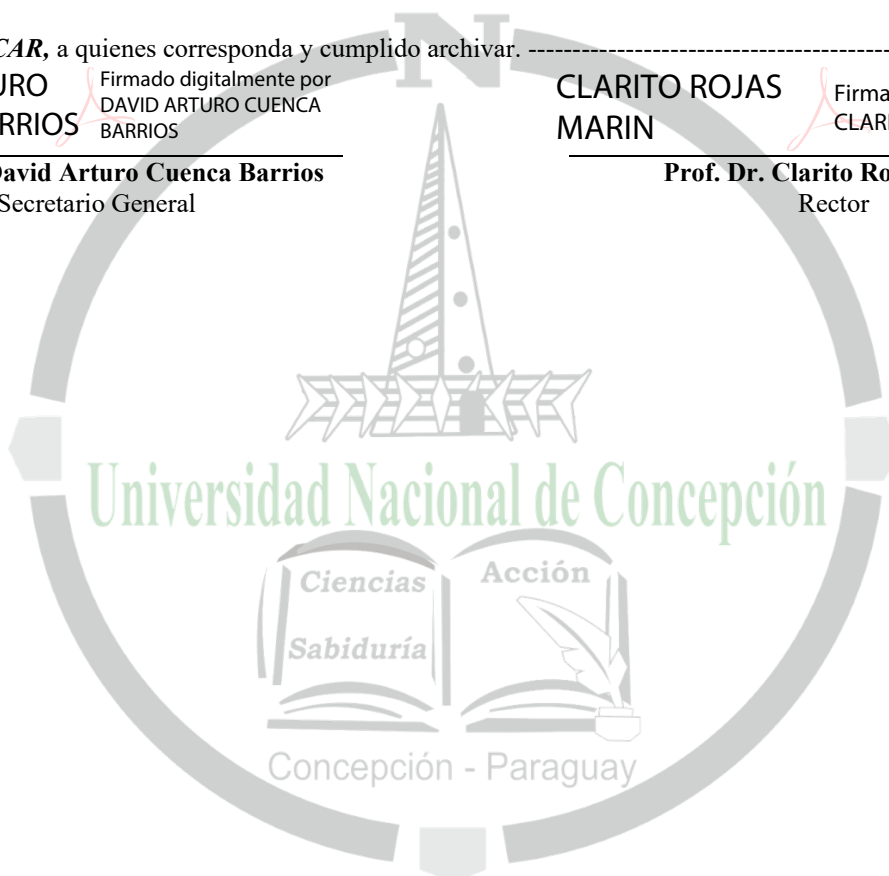 N
CAR, a quienes corresponda y cumplido archivar. -----------------------------------------
URO
RRIOS
Firmado digitalmente por
DAVID ARTURO CUENCA
BARRIOS
David Arturo Cuenca Barrios
Secretario General
CLARITO ROJAS
MARIN
Firma
CLARI
Prof. Dr. Clarito Ro
Rector
Universidad Nacional de Concepción
Ciencias
Sabiduría
Acción
Concepción - Paraguay